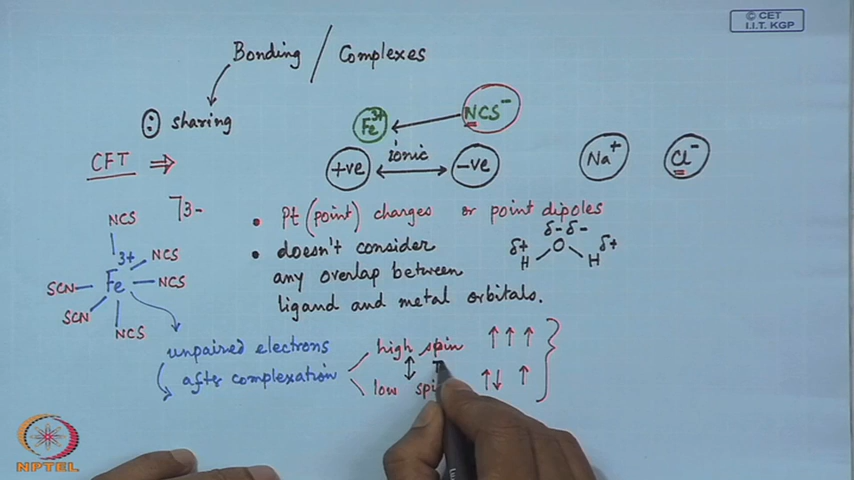 © CET
I.I.T. KGP
Bonding / Complexes
: sharing
Fe3+ NCS-
CFT ⇒ +ve ionic -ve Na+ Cl-
• Pt (point) charges or point dipoles
• doesn't consider
any overlap between
ligand and metal orbitals.
δ- δ-
δ+ O δ+
H H
NCS ]3-
3+ NCS
SCN Fe NCS
SCN
NCS
unpaired electrons
after complexation
high spin ↑ ↑ ↑
low spi ↑↓ ↑
NPTEL